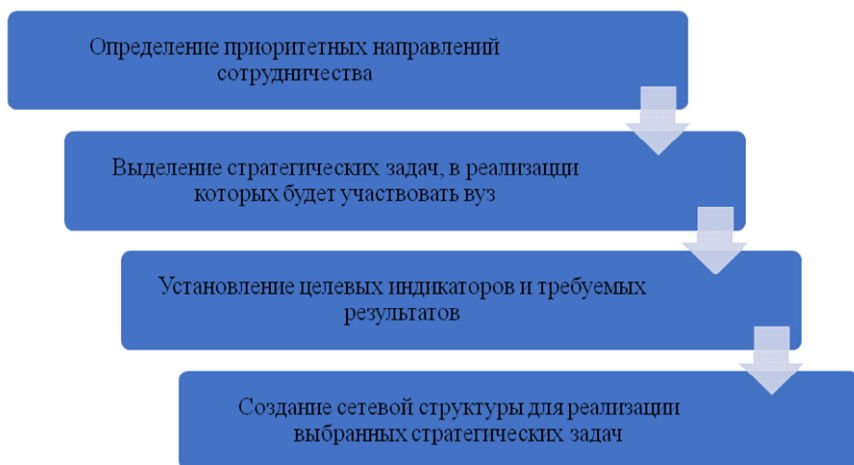 Определение приоритетных направлений
сотрудничества
Выделение стратегических задач, в реализацци
которых будет участвовать вуз
Установление целевых индикаторов и требуемых
результатов
Создание сетевой структуры для реализации
выбранных стратегических задач